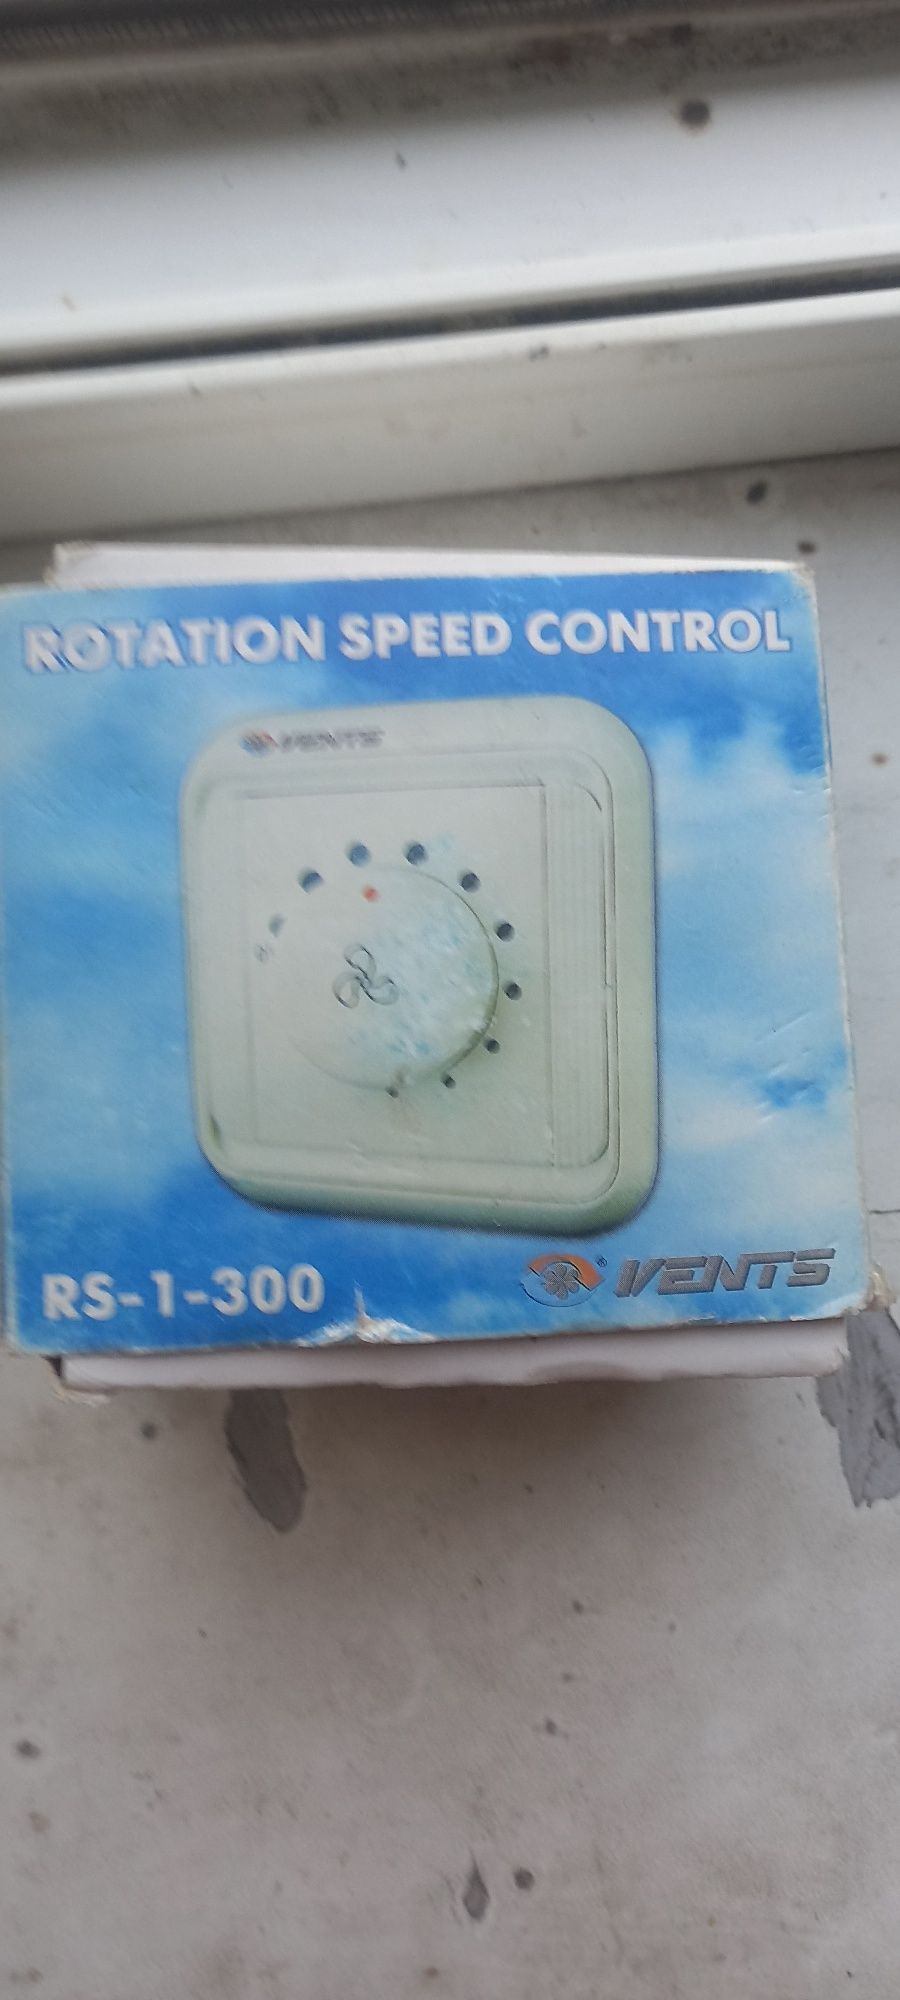 ROTATION SPEED CONTROL
VENTS
RS-1-300
® VENTS